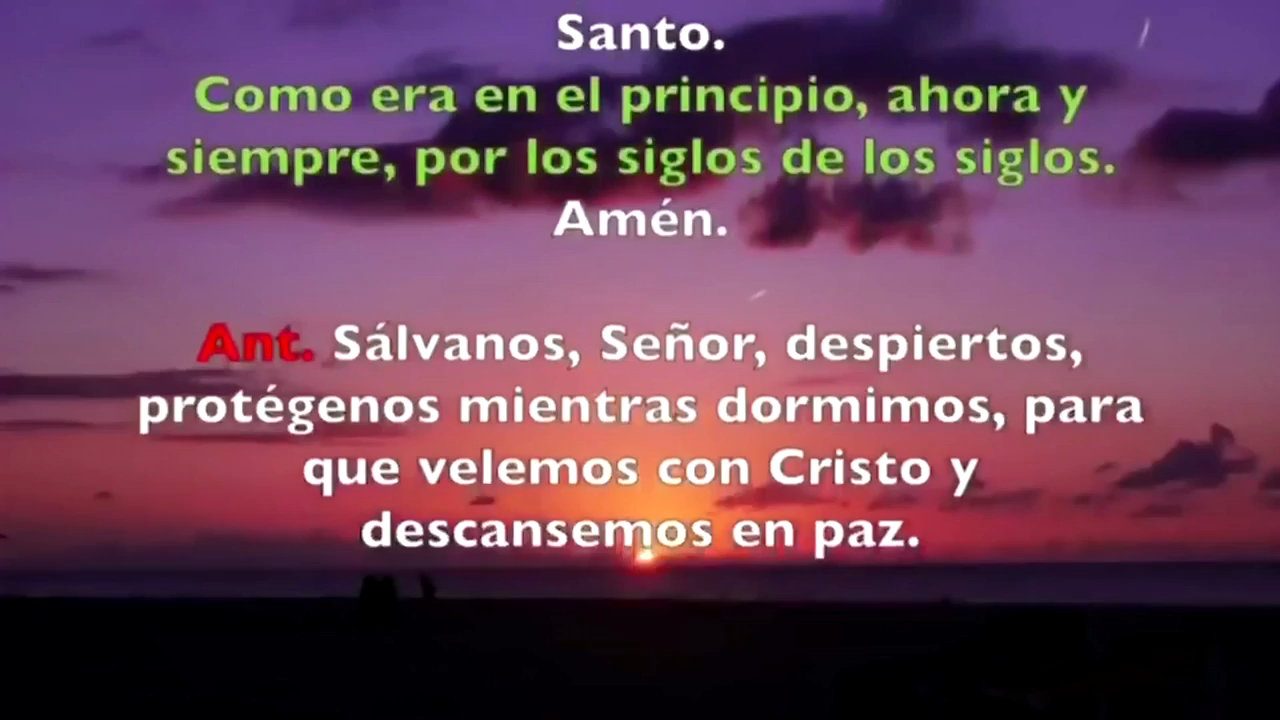 Santo.
Como era en el principio, ahora y
siempre, por los siglos de los siglos.
Amén.
Ant. Sálvanos, Señor, despiertos,
protégenos mientras dormimos, para
que velemos con Cristo y
descansemos en paz.